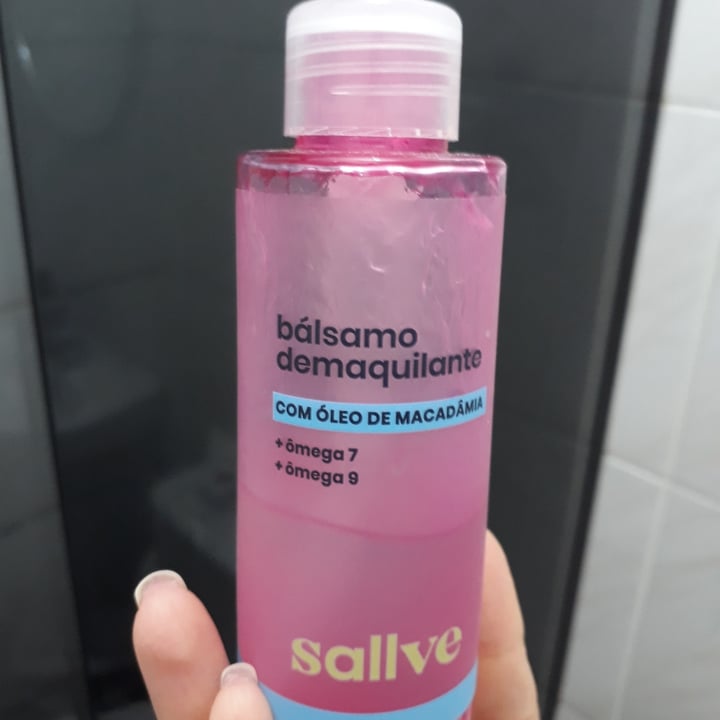 bálsamo
demaquilante
COM ÓLEO DE MACADÂMIA
+ômega 7
+ômega 9
sallve